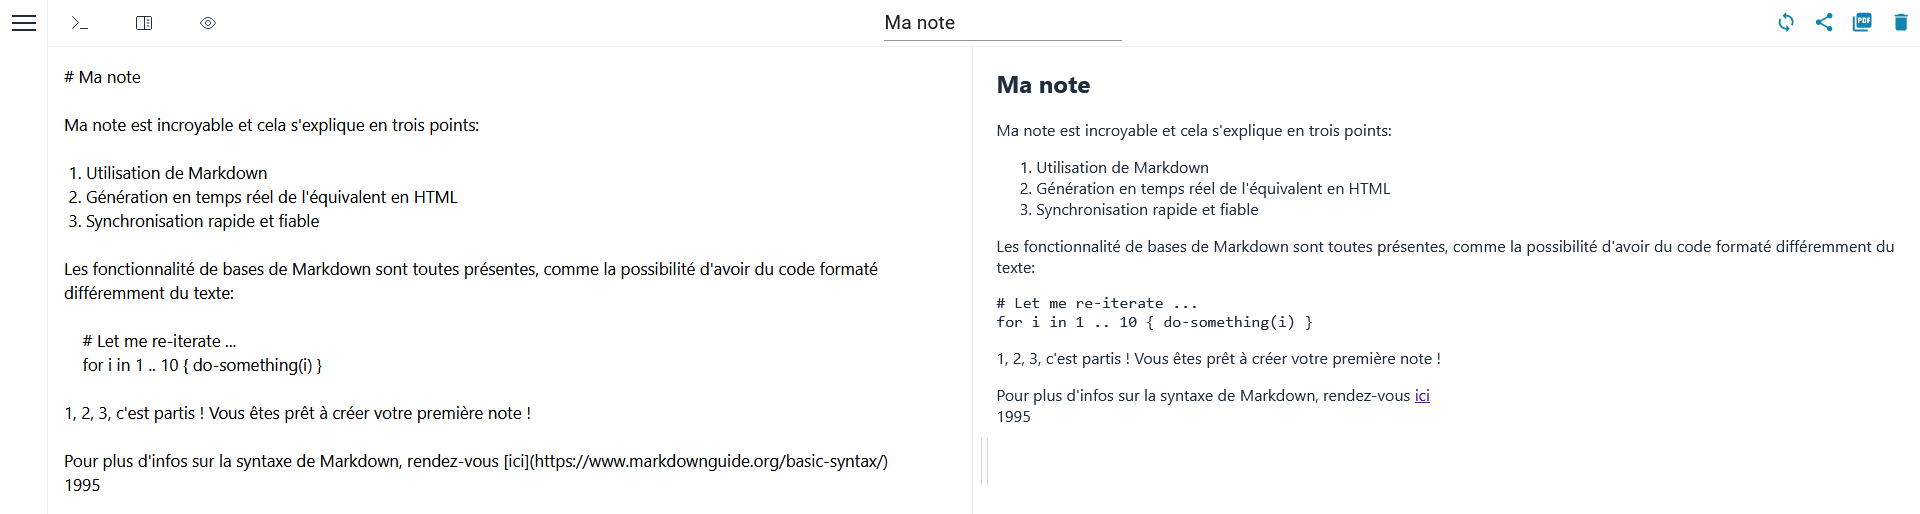 Ma note
PDF
# Ma note
Ma note est incroyable et cela s'explique en trois points:
1. Utilisation de Markdown
2. Génération en temps réel de l'équivalent en HTML
3. Synchronisation rapide et fiable
Les fonctionnalité de bases de Markdown sont toutes présentes, comme la possibilité d'avoir du code formaté
différemment du texte:
# Let me re-iterate ...
for i in 1 .. 10 { do-something(i) }
1, 2, 3, c'est partis ! Vous êtes prêt à créer votre première note !
Pour plus d'infos sur la syntaxe de Markdown, rendez-vous [ici](https://www.markdownguide.org/basic-syntax/)
1995
Ma note
Ma note est incroyable et cela s'explique en trois points:
1. Utilisation de Markdown
2. Génération en temps réel de l'équivalent en HTML
3. Synchronisation rapide et fiable
Les fonctionnalité de bases de Markdown sont toutes présentes, comme la possibilité d'avoir du code formaté différemment du
texte:
# Let me re-iterate ...
for i in 1 .. 10 { do-something(i) }
1, 2, 3, c'est partis ! Vous êtes prêt à créer votre première note !
Pour plus d'infos sur la syntaxe de Markdown, rendez-vous ici
1995